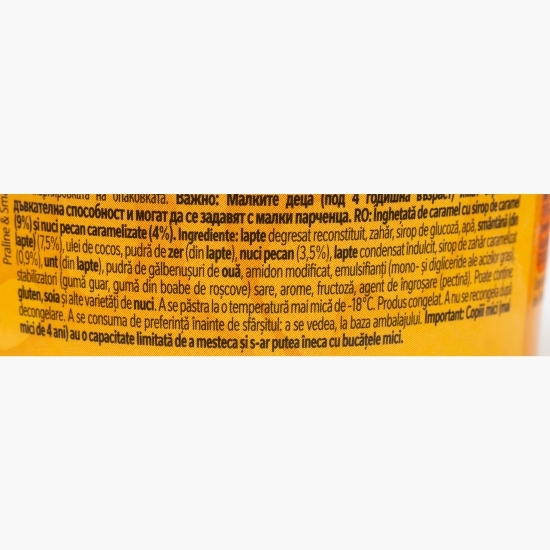 Praline & Sm
на опаковката. Важно: Малките деца (под 4 годишна възраст)
дъвкателна способност и могат да се задавят с малки парченца. RO: Înghețată de caramel cu sirop de caramel
(9%) și nuci pecan caramelizate (4%). Ingrediente: lapte degresat reconstituit, zahăr, sirop de glucoză, apă, smântână (din
lapte) (7,5%), ulei de cocos, pudră de zer (din lapte), nuci pecan (3,5%), lapte condensat îndulcit, sirop de zahăr caramelizat
(0,9%), unt (din lapte), pudră de gălbenușuri de ouă, amidon modificat, emulsifianți (mono- și digliceride ale acizilor grași),
stabilizatori (gumă guar, gumă din boabe de roșcove) sare, arome, fructoză, agent de îngroșare (pectină). Poate conține:
gluten, soia și alte varietăți de nuci. A se păstra la o temperatură mai mică de -18°C. Produs congelat. A nu se recongela după
decongelare. A se consuma de preferință înainte de sfârșitul: a se vedea, la baza ambalajului. Important: Copiii mici (mai
mici de 4 ani) au o capacitate limitată de a mesteca și s-ar putea îneca cu bucățele mici.